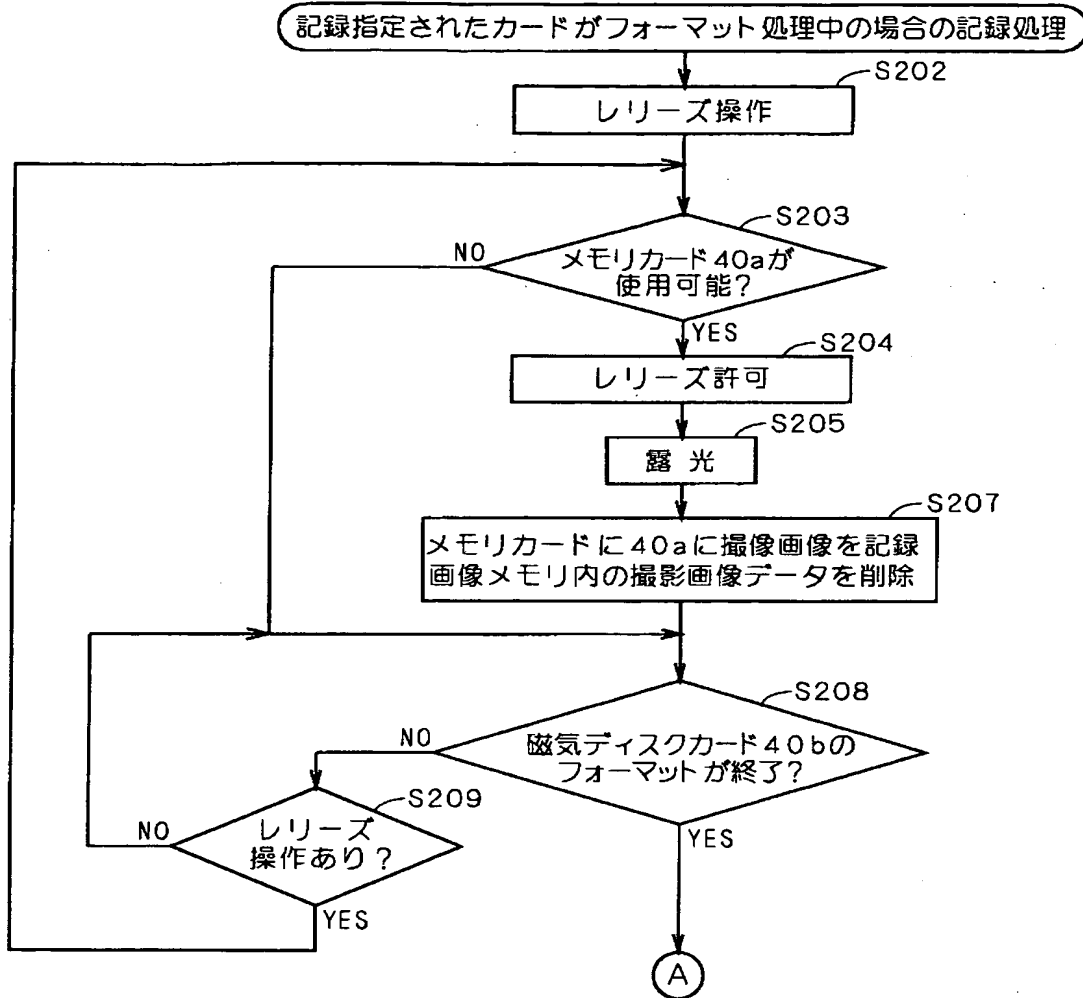 記録指定されたカードがフォーマット処理中の場合の記録処理
S202
レリーズ操作
S203
メモリカード40aが
使用可能?
NO
YES
S204
レリーズ許可
S205
露光
S207
メモリカードに40aに撮像画像を記録
画像メモリ内の撮影画像データを削除
S208
磁気ディスクカード40bの
フォーマットが終了?
NO
YES
S209
レリーズ
操作あり?
NO
YES
A